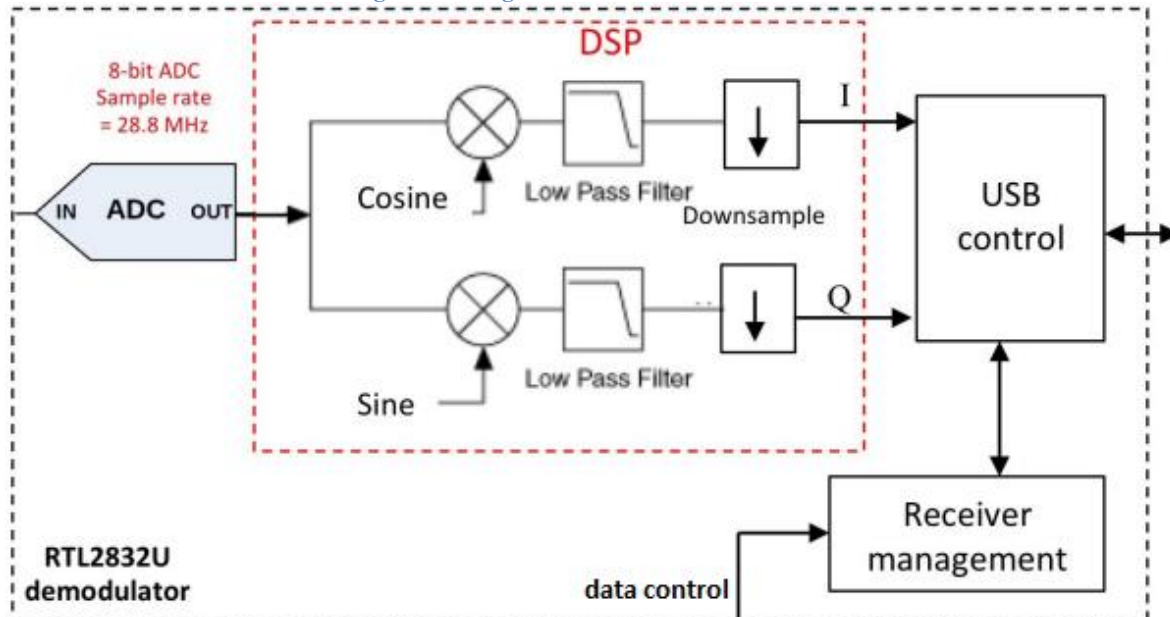 DSP
8-bit ADC
Sample rate
= 28.8 MHz
IN ADC OUT
I
Cosine
Low Pass Filter
Downsample
USB
control
Q
Low Pass Filter
Sine
Receiver
management
RTL2832U
demodulator
data control